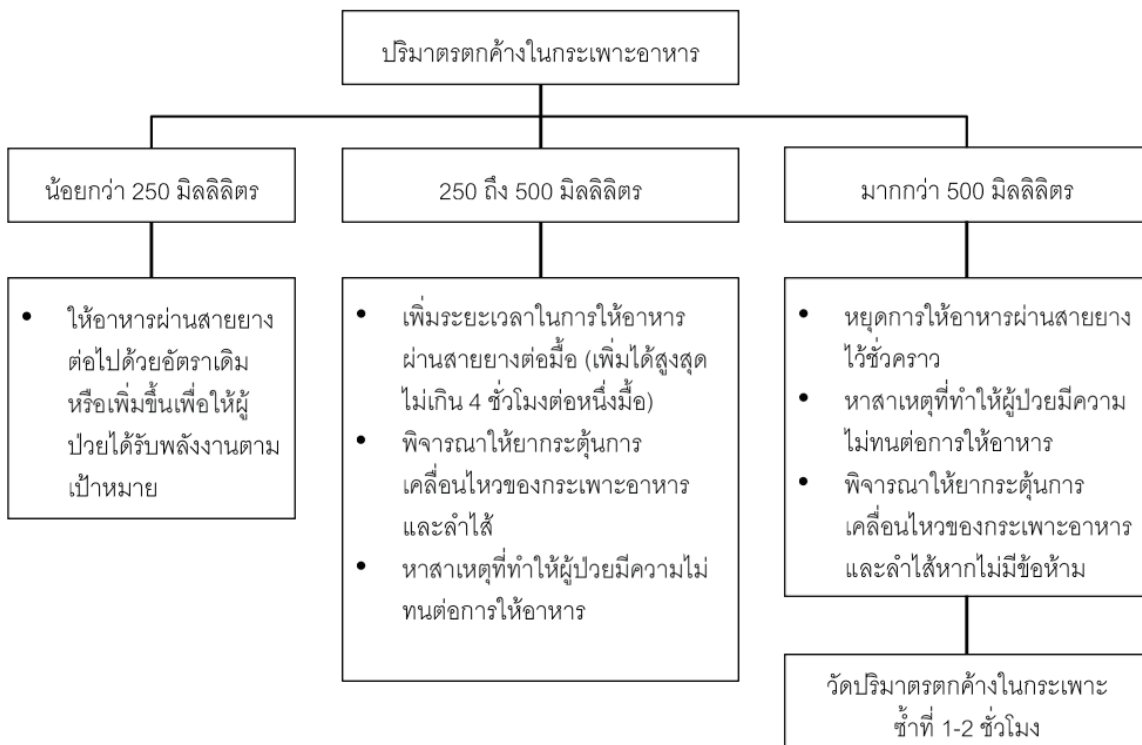 ปริมาตรตกค้างในกระเพาะอาหาร
น้อยกว่า 250 มิลลิลิตร
250 ถึง 500 มิลลิลิตร
มากกว่า 500 มิลลิลิตร
• ให้อาหารผ่านสายยาง
ต่อไปด้วยอัตราเดิม
หรือเพิ่มขึ้นเพื่อให้ผู้
ป่วยได้รับพลังงานตาม
เป้าหมาย
• เพิ่มระยะเวลาในการให้อาหาร
ผ่านสายยางต่อมื้อ (เพิ่มได้สูงสุด
ไม่เกิน 4 ชั่วโมงต่อหนึ่งมื้อ)
• พิจารณาให้ยากระตุ้นการ
เคลื่อนไหวของกระเพาะอาหาร
และลำไส้
• หาสาเหตุที่ทำให้ผู้ป่วยมีความไม่
ทนต่อการให้อาหาร
• หยุดการให้อาหารผ่านสายยาง
ไว้ชั่วคราว
• หาสาเหตุที่ทำให้ผู้ป่วยมีความ
ไม่ทนต่อการให้อาหาร
• พิจารณาให้ยากระตุ้นการ
เคลื่อนไหวของกระเพาะอาหาร
และลำไส้หากไม่มีข้อห้าม
วัดปริมาตรตกค้างในกระเพาะ
ซ้ำที่ 1-2 ชั่วโมง